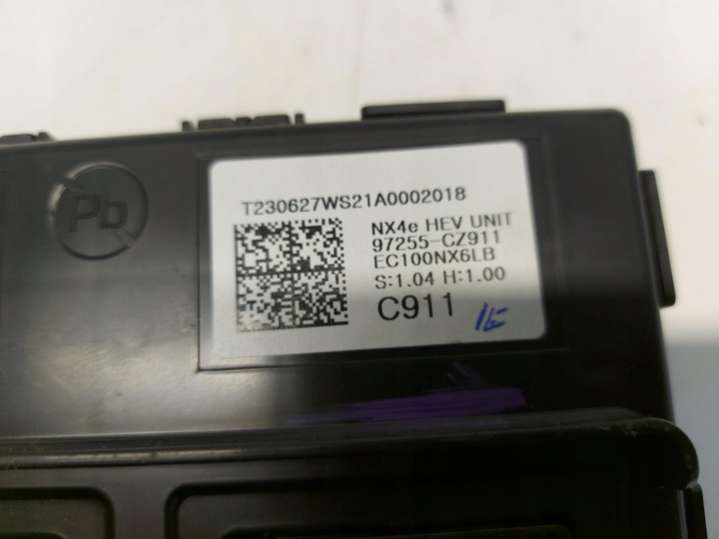 Pb
T230627WS21A0002018
NX4e HEV UNIT
97255-CZ911
EC100NX6LB
S:1.04 H:1.00
C911